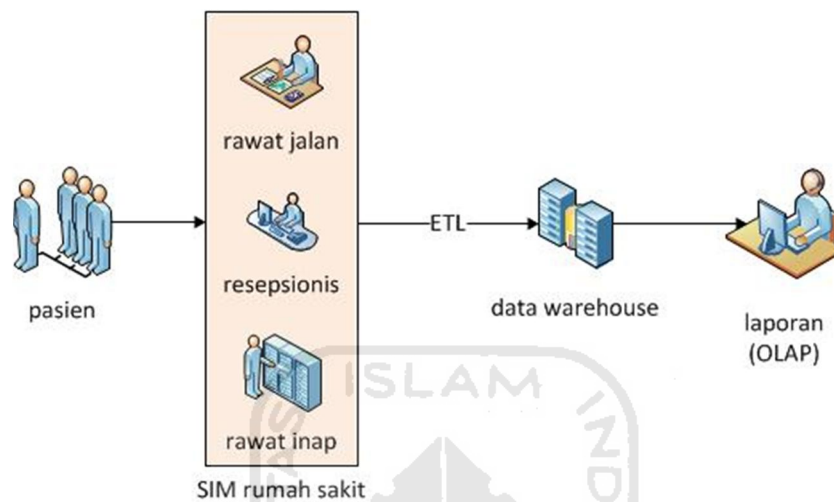 rawat jalan
resepsionis
rawat inap
SIM rumah sakit
pasien
ETL
data warehouse
laporan
(OLAP)
ISLAM